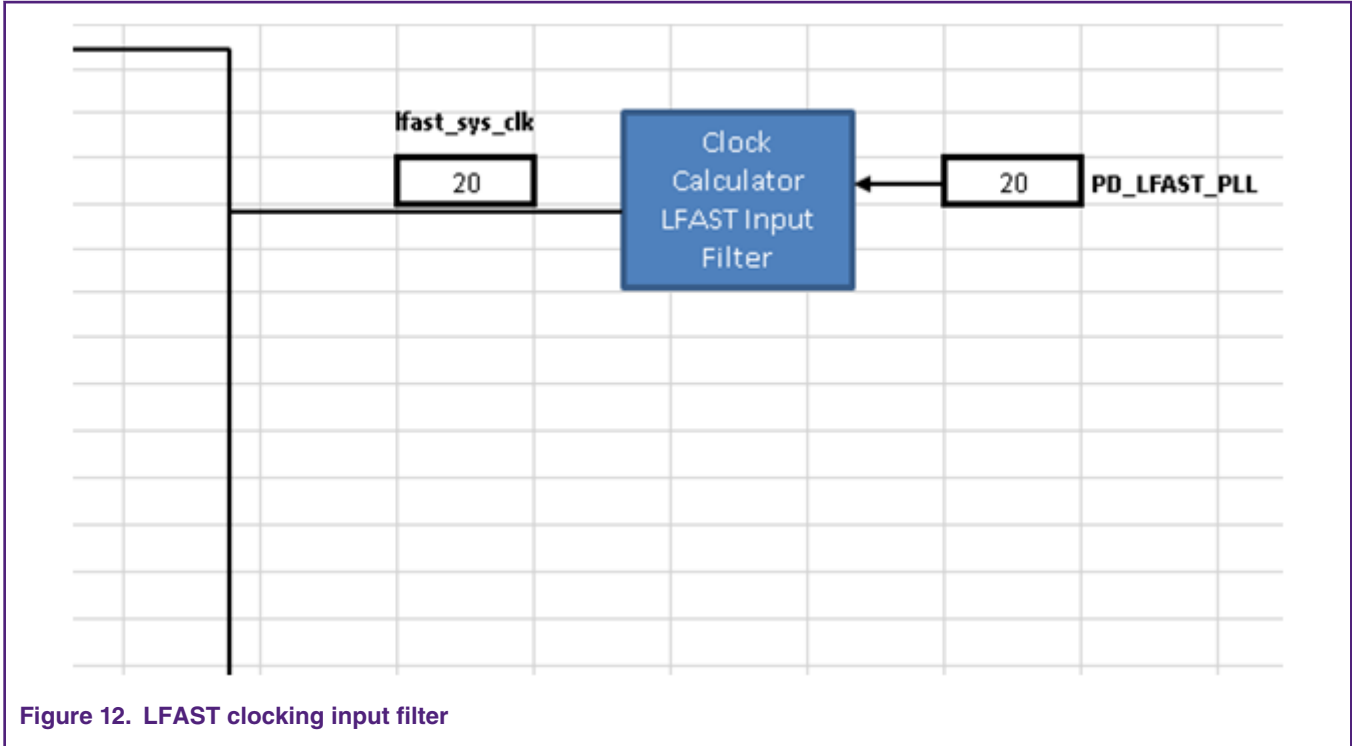 lfast_sys_clk
20
Clock
Calculator
LFAST Input
Filter
20
PD_LFAST_PLL
Figure 12. LFAST clocking input filter